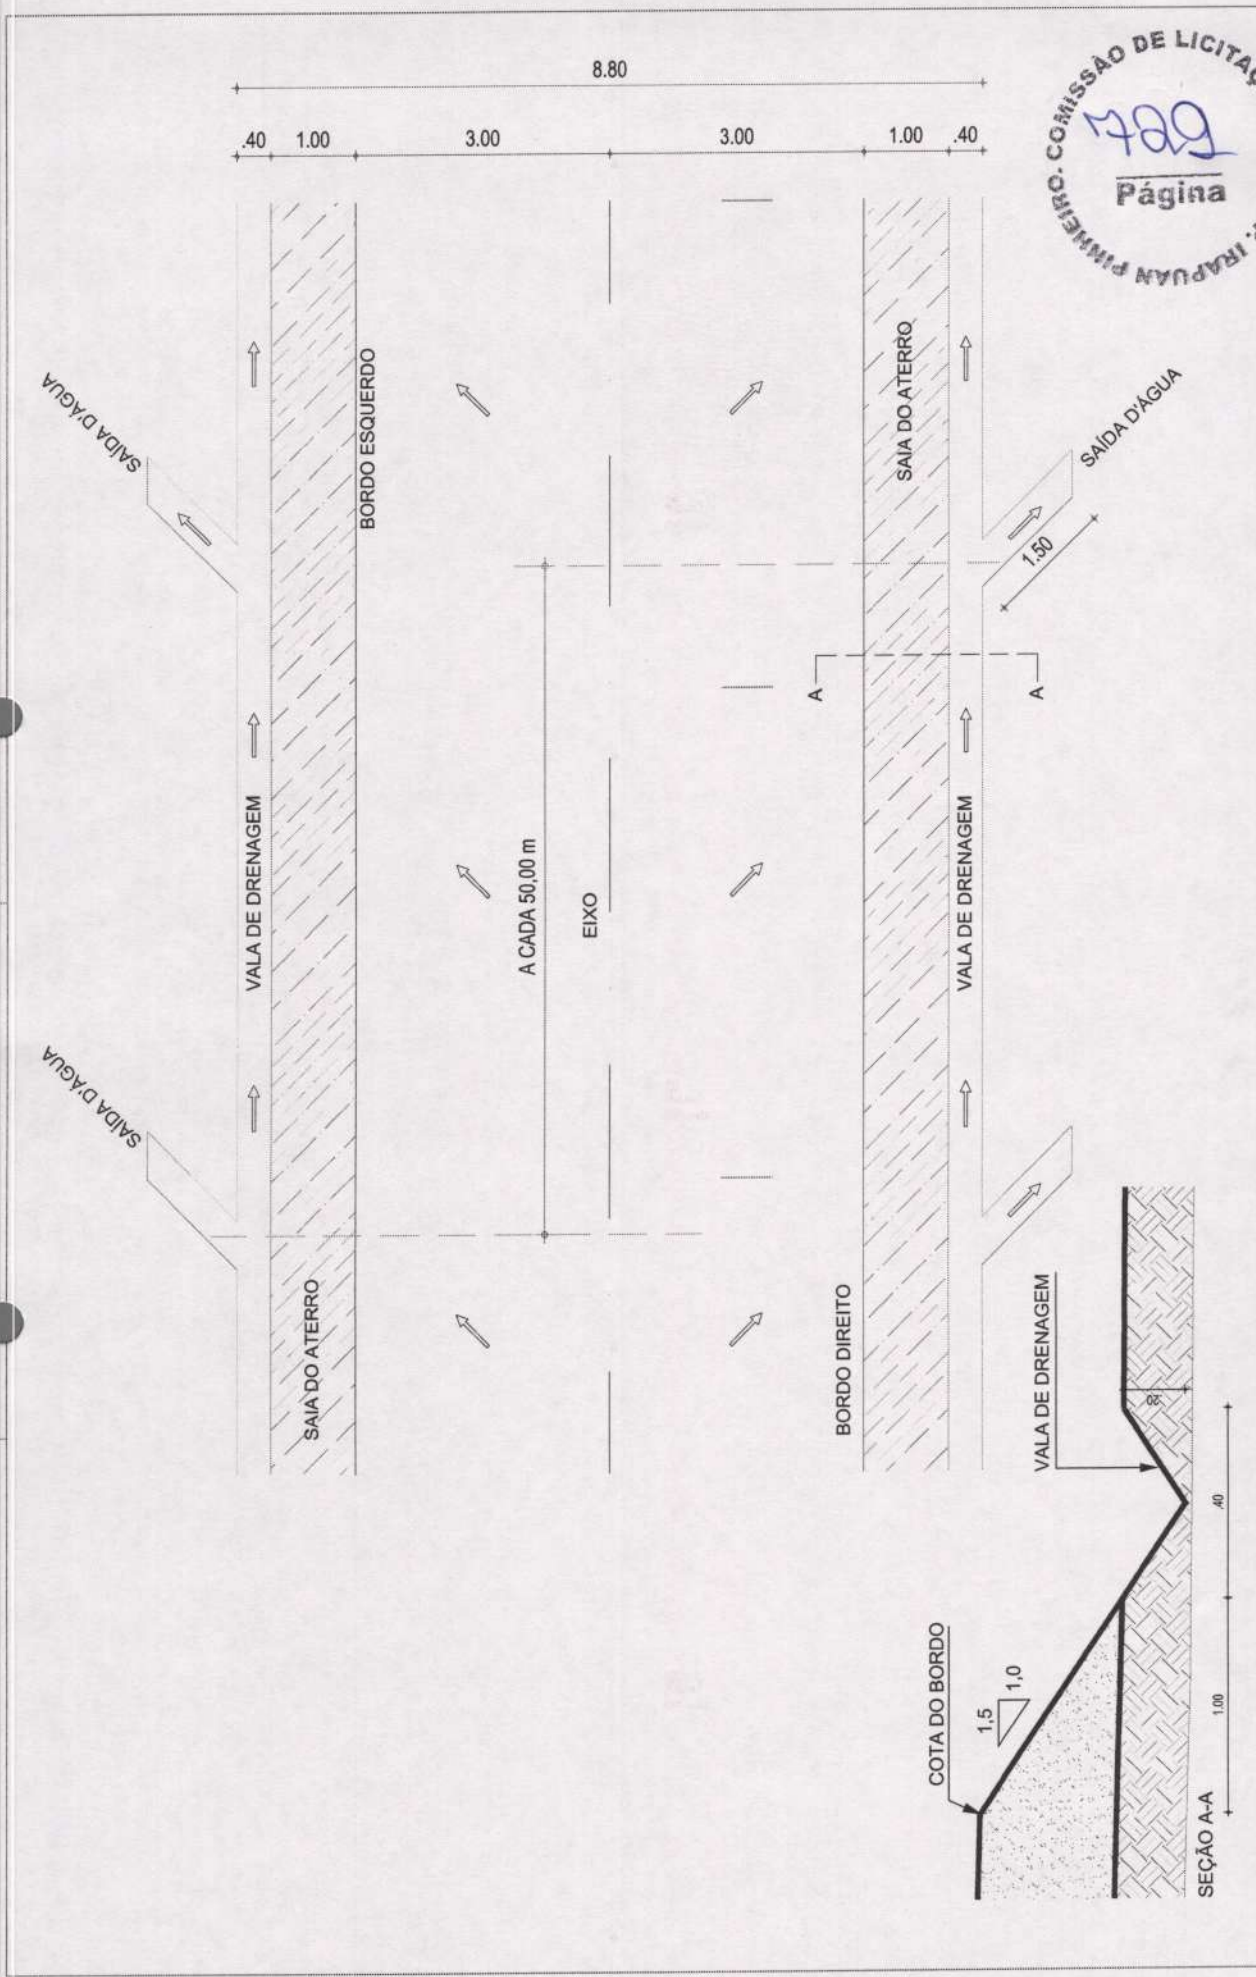 8.80
.40 1.00 3.00 3.00 1.00 .40
COMISSÃO DE LICITAÇ
729
Página
IRAPUAN PINHEIRO.
SAÍDA D'ÁGUA
BORDO ESQUERDO
SAIA DO ATERRO
SAÍDA D'ÁGUA
1.50
A
A
VALA DE DRENAGEM
A CADA 50,00 m
EIXO
VALA DE DRENAGEM
SAÍDA D'ÁGUA
SAIA DO ATERRO
BORDO DIREITO
VALA DE DRENAGEM
COTA DO BORDO
1,5
1,0
1.00
.40
SEÇÃO A-A